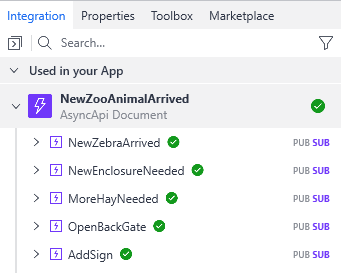 Integration Properties Toolbox Marketplace
Search...
Used in your App
NewZooAnimalArrived
AsyncApi Document
NewZebraArrived PUB SUB
NewEnclosureNeeded PUB SUB
MoreHayNeeded PUB SUB
OpenBackGate PUB SUB
AddSign PUB SUB